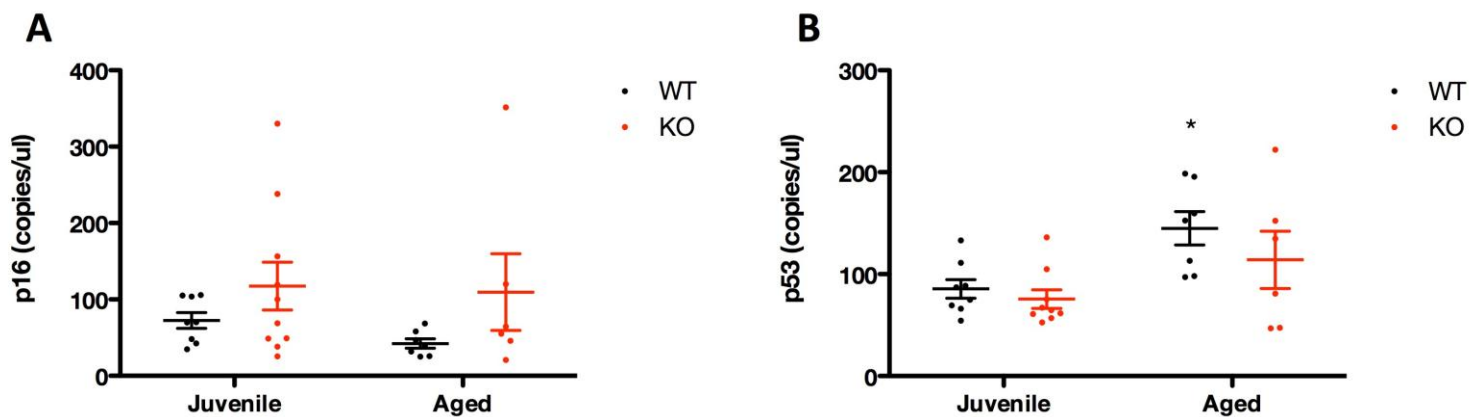 A
p16 (copies/ul)
400
300
200
100
0
Juvenile
Aged
WT
KO
B
p53 (copies/ul)
300
200
100
0
*
Juvenile
Aged
WT
KO